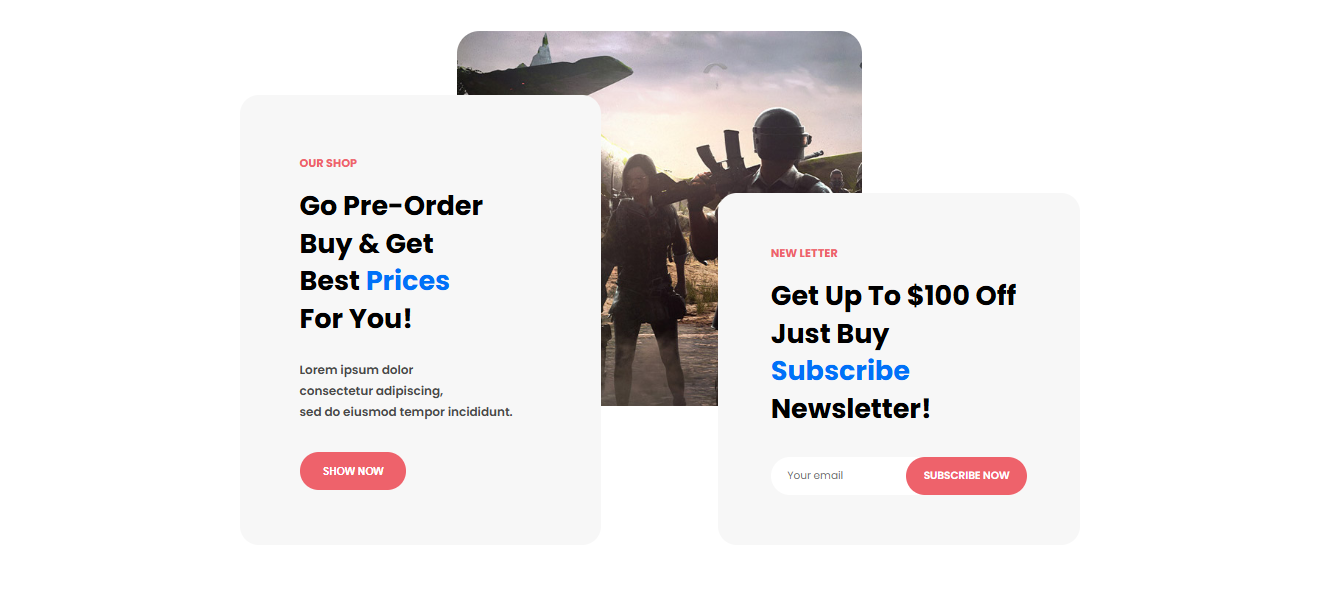 OUR SHOP
Go Pre-Order
Buy & Get
Best Prices
For You!
Lorem ipsum dolor
consectetur adipiscing,
sed do eiusmod tempor incididunt.
SHOW NOW
NEW LETTER
Get Up To $100 Off
Just Buy
Subscribe
Newsletter!
Your email
SUBSCRIBE NOW